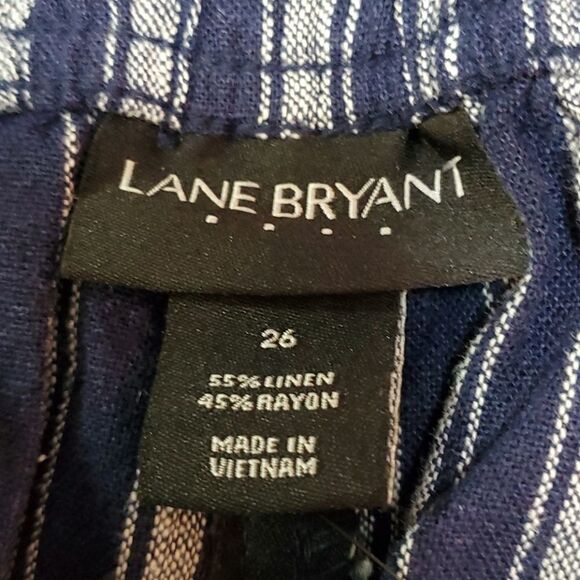 LANE BRYANT
26
55% LINEN
45% RAYON
MADE IN
VIETNAM